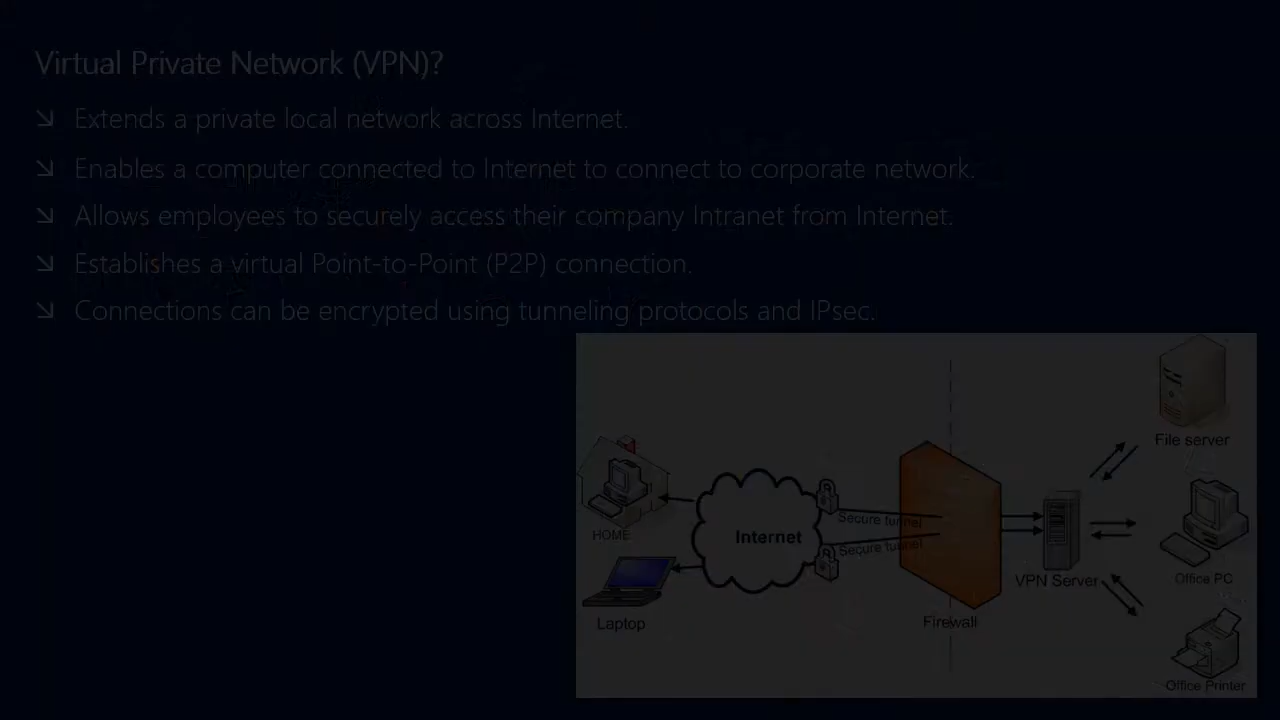 Virtual Private Network (VPN)?
Extends a private local network across Internet.
Enables a computer connected to Internet to connect to corporate network.
Allows employees to securely access their company Intranet from Internet.
Establishes a virtual Point-to-Point (P2P) connection.
Connections can be encrypted using tunneling protocols and IPsec.
File server
Secure tunnel
HOME
Internet
Secure tunnel
VPN Server
Office PC
Laptop
Firewall
Office Printer